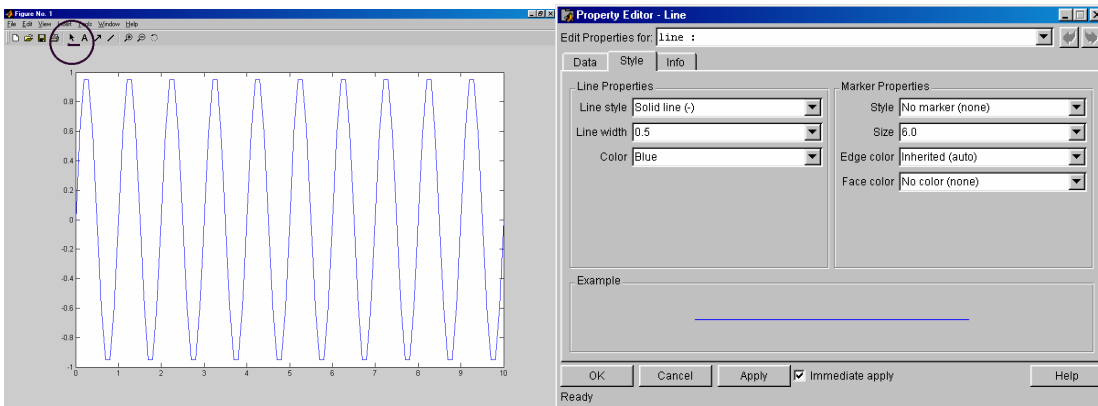 Figure No. 1
File Edit View Insert Tools Window Help
A
1
0.8
0.6
0.4
0.2
0
-0.2
-0.4
-0.6
-0.8
-1
0 1 2 3 4 5 6 7 8 9 10
Property Editor - Line
Edit Properties for: line :
Data Style Info
Line Properties
Line style Solid line (-)
Line width 0.5
Color Blue
Marker Properties
Style No marker (none)
Size 6.0
Edge color Inherited (auto)
Face color No color (none)
Example
OK Cancel Apply Immediate apply Help
Ready